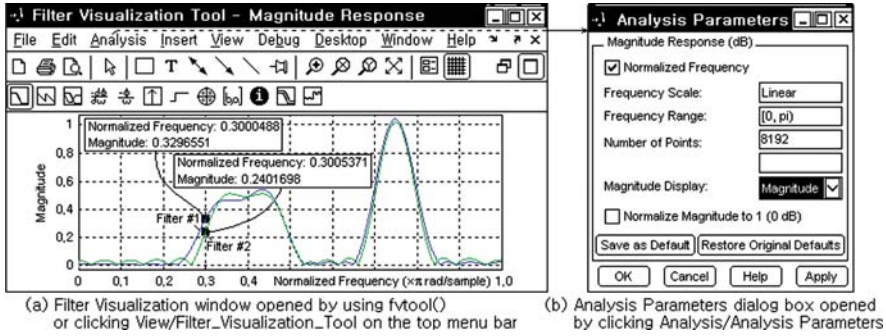 Filter Visualization Tool - Magnitude Response
File Edit Analysis Insert View Debug Desktop Window Help
T
[b,a]
Normalized Frequency: 0.3000488
Magnitude: 0.3296551
Normalized Frequency: 0.3005371
Magnitude: 0.2401698
Filter #1
Filter #2
Magnitude
1
0,8
0,6
0,4
0,2
0
0 0,1 0,2 0,3 0,4 Normalized Frequency (×π rad/sample) 1,0
(a) Filter Visualization window opened by using fvtool()
or clicking View/Filter_Visualization_Tool on the top menu bar
Analysis Parameters
Magnitude Response (dB)
Normalized Frequency
Frequency Scale: Linear
Frequency Range: [0, pi)
Number of Points: 8192
Magnitude Display: Magnitude
Normalize Magnitude to 1 (0 dB)
Save as Default Restore Original Defaults
OK Cancel Help Apply
(b) Analysis Parameters dialog box opened
by clicking Analysis/Analysis Parameters